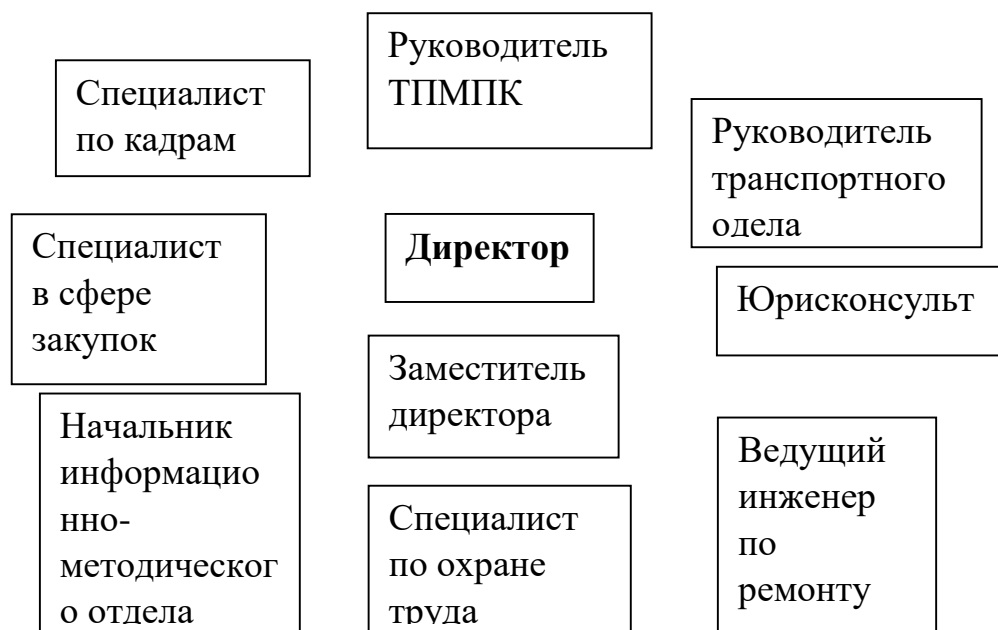 Руководитель
ТПМПК
Специалист
по кадрам
Руководитель
транспортного
одела
Специалист
в сфере
закупок
Директор
Юрисконсульт
Заместитель
директора
Начальник
информацио
нно-
методическог
о отдела
Ведущий
инженер
по
ремонту
Специалист
по охране
труда